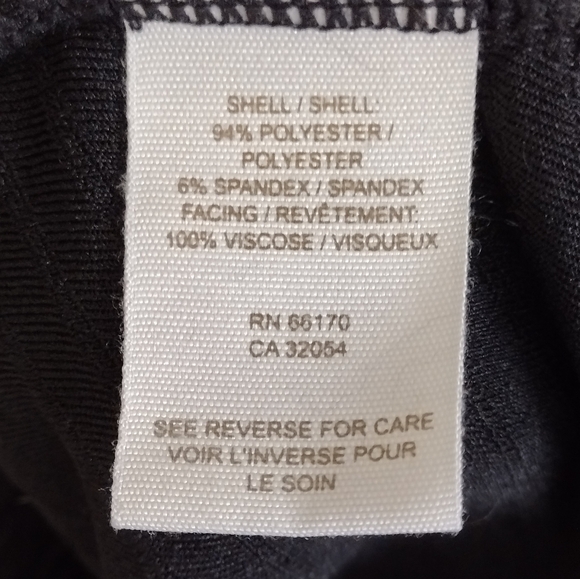 SHELL / SHELL:
94% POLYESTER /
POLYESTER
6% SPANDEX / SPANDEX
FACING / REVÊTEMENT:
100% VISCOSE / VISQUEUX
RN 66170
CA 32054
SEE REVERSE FOR CARE
VOIR L'INVERSE POUR
LE SOIN